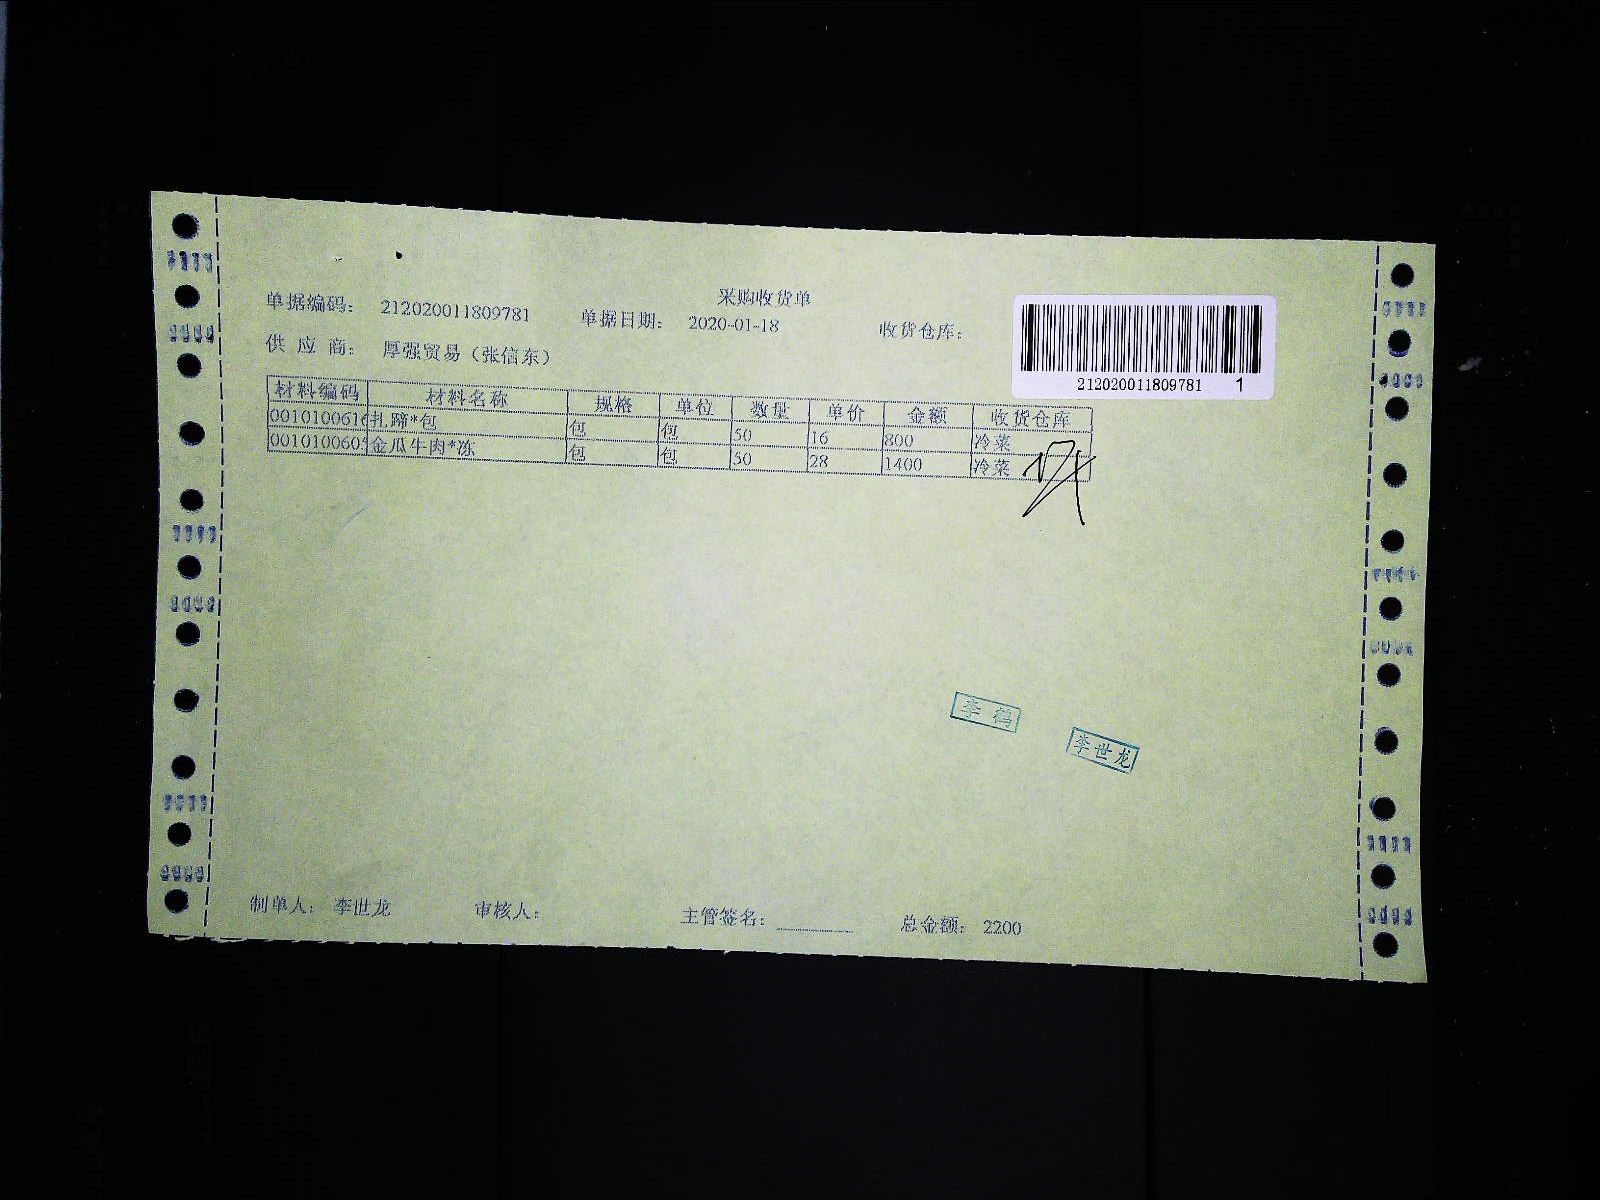 采购收货单
单据编码： 212020011809781 单据日期： 2020-01-18 收货仓库：
212020011809781 1
供 应 商： 厚强贸易（张信东）
材料编码 材料名称 规格 单位 数量 单价 金额 收货仓库
001010061 扎蹄*包 包 包 50 16 800 冷菜
001010060 金瓜牛肉*冻 包 包 50 28 1400 冷菜
李
李世龙
制单人： 李世龙 审核人： 主管签名： 总金额： 2200